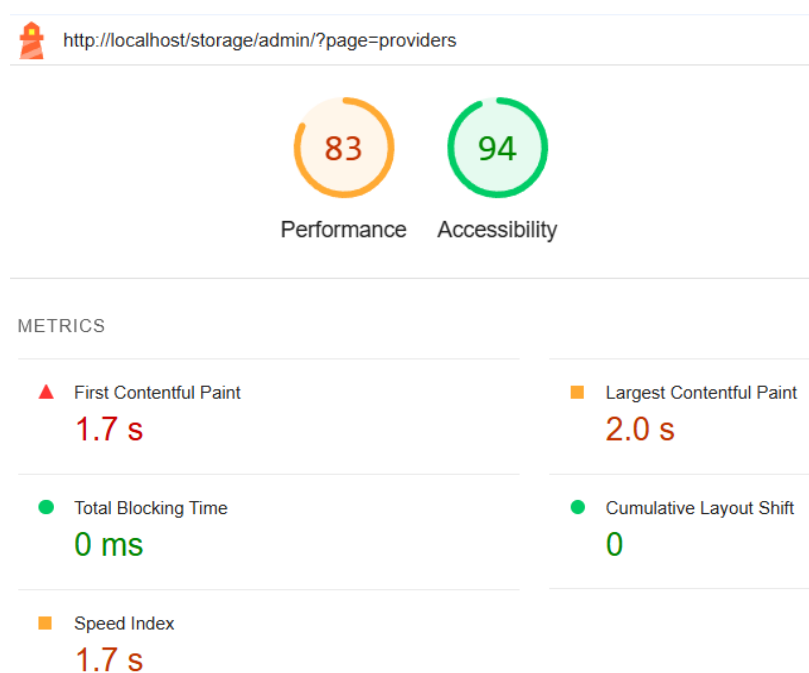 http://localhost/storage/admin/?page=providers
83
94
Performance
Accessibility
METRICS
First Contentful Paint
1.7 s
Largest Contentful Paint
2.0 s
Total Blocking Time
0 ms
Cumulative Layout Shift
0
Speed Index
1.7 s